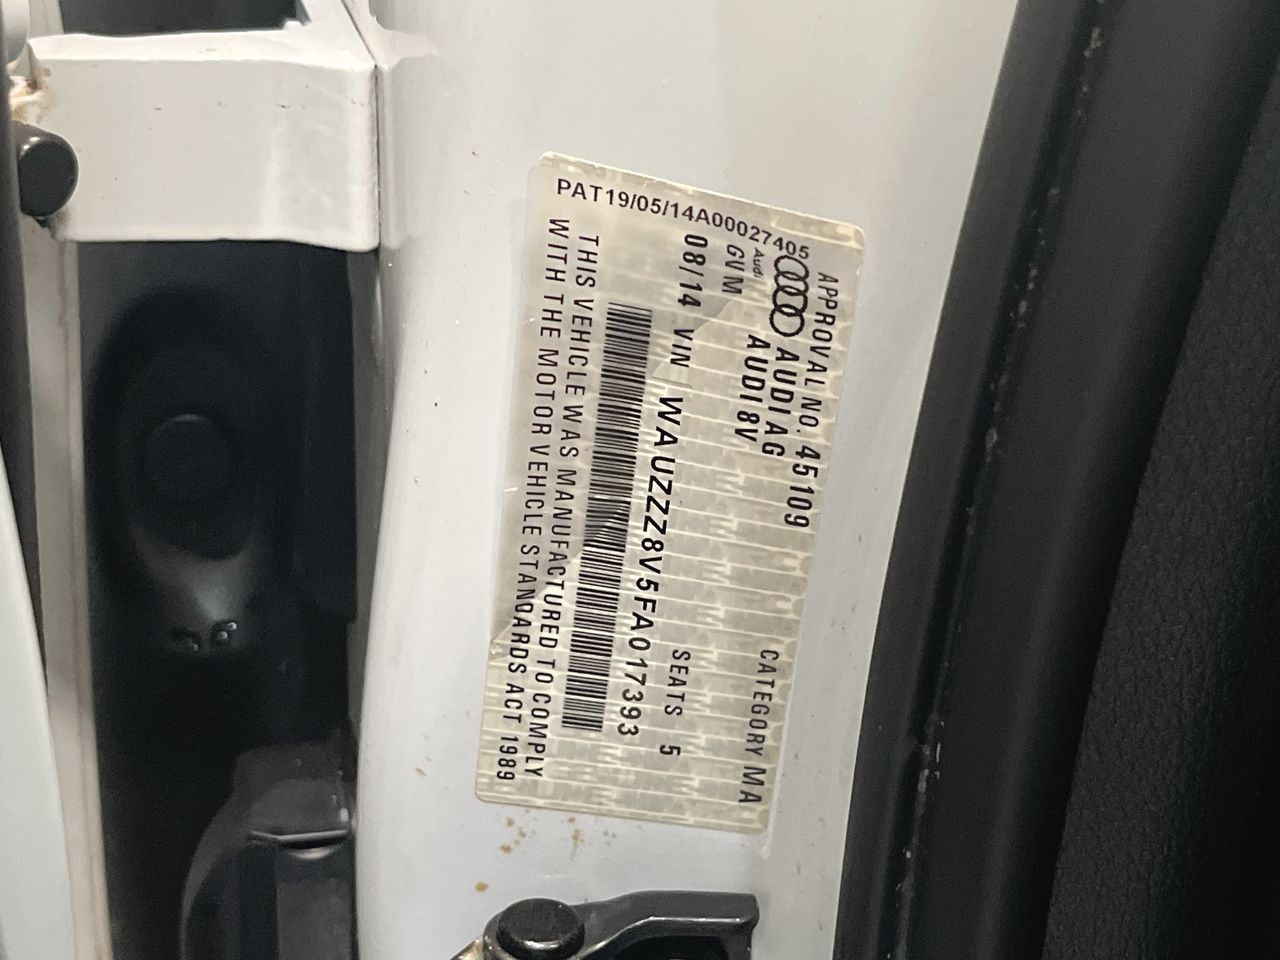 PAT19/05/14A00027405
APPROVAL NO. 45109
Audi AUDI AG
GVM AUDI 8V CATEGORY MA
08/14 VIN WAUZZZ8V5FA017393 SEATS 5
THIS VEHICLE WAS MANUFACTURED TO COMPLY
WITH THE MOTOR VEHICLE STANDARDS ACT 1989